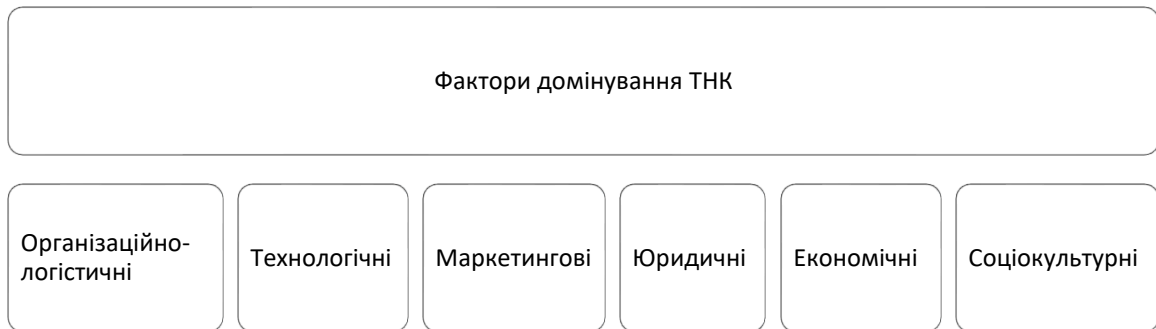 Фактори домінування ТНК
Організаційно-
логістичні
Технологічні
Маркетингові
Юридичні
Економічні
Соціокультурні